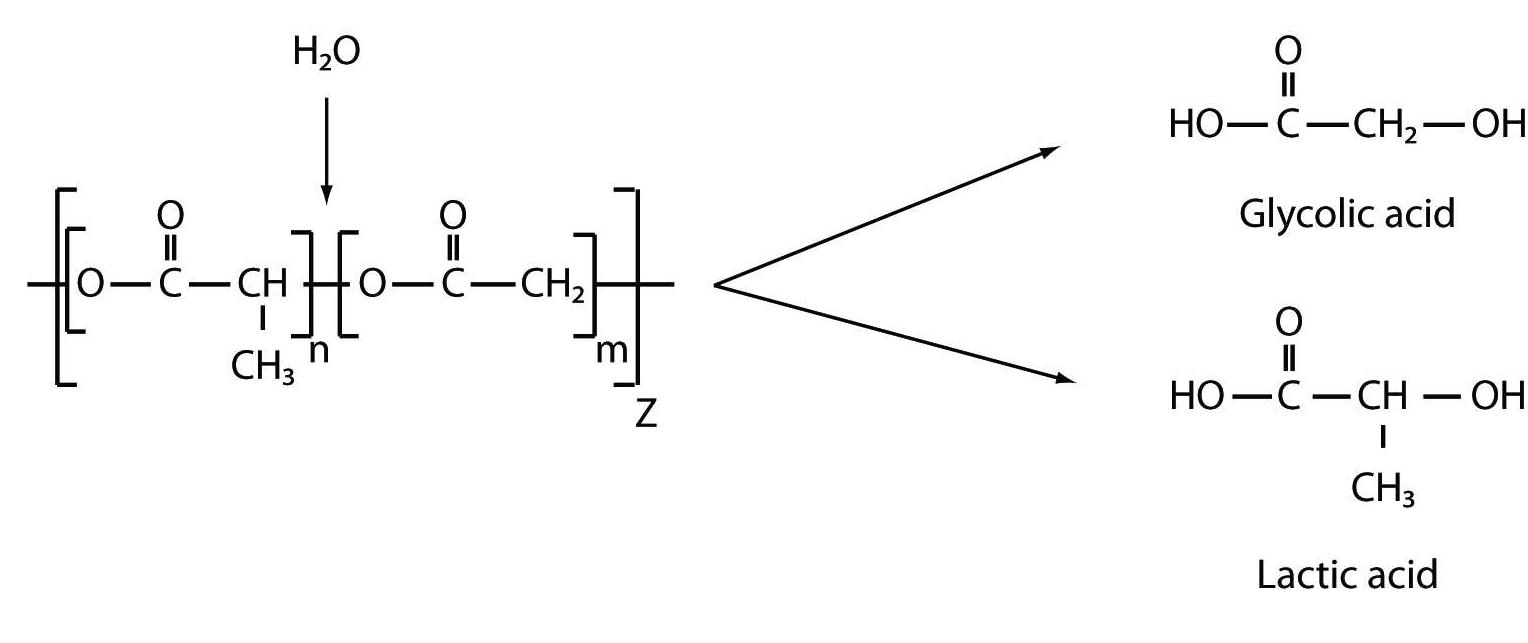 H₂O
O
HO—C—CH₂—OH
Glycolic acid
O O
[O—C—CH]n[O—C—CH₂]m
CH₃
Z
O
HO—C—CH—OH
CH₃
Lactic acid